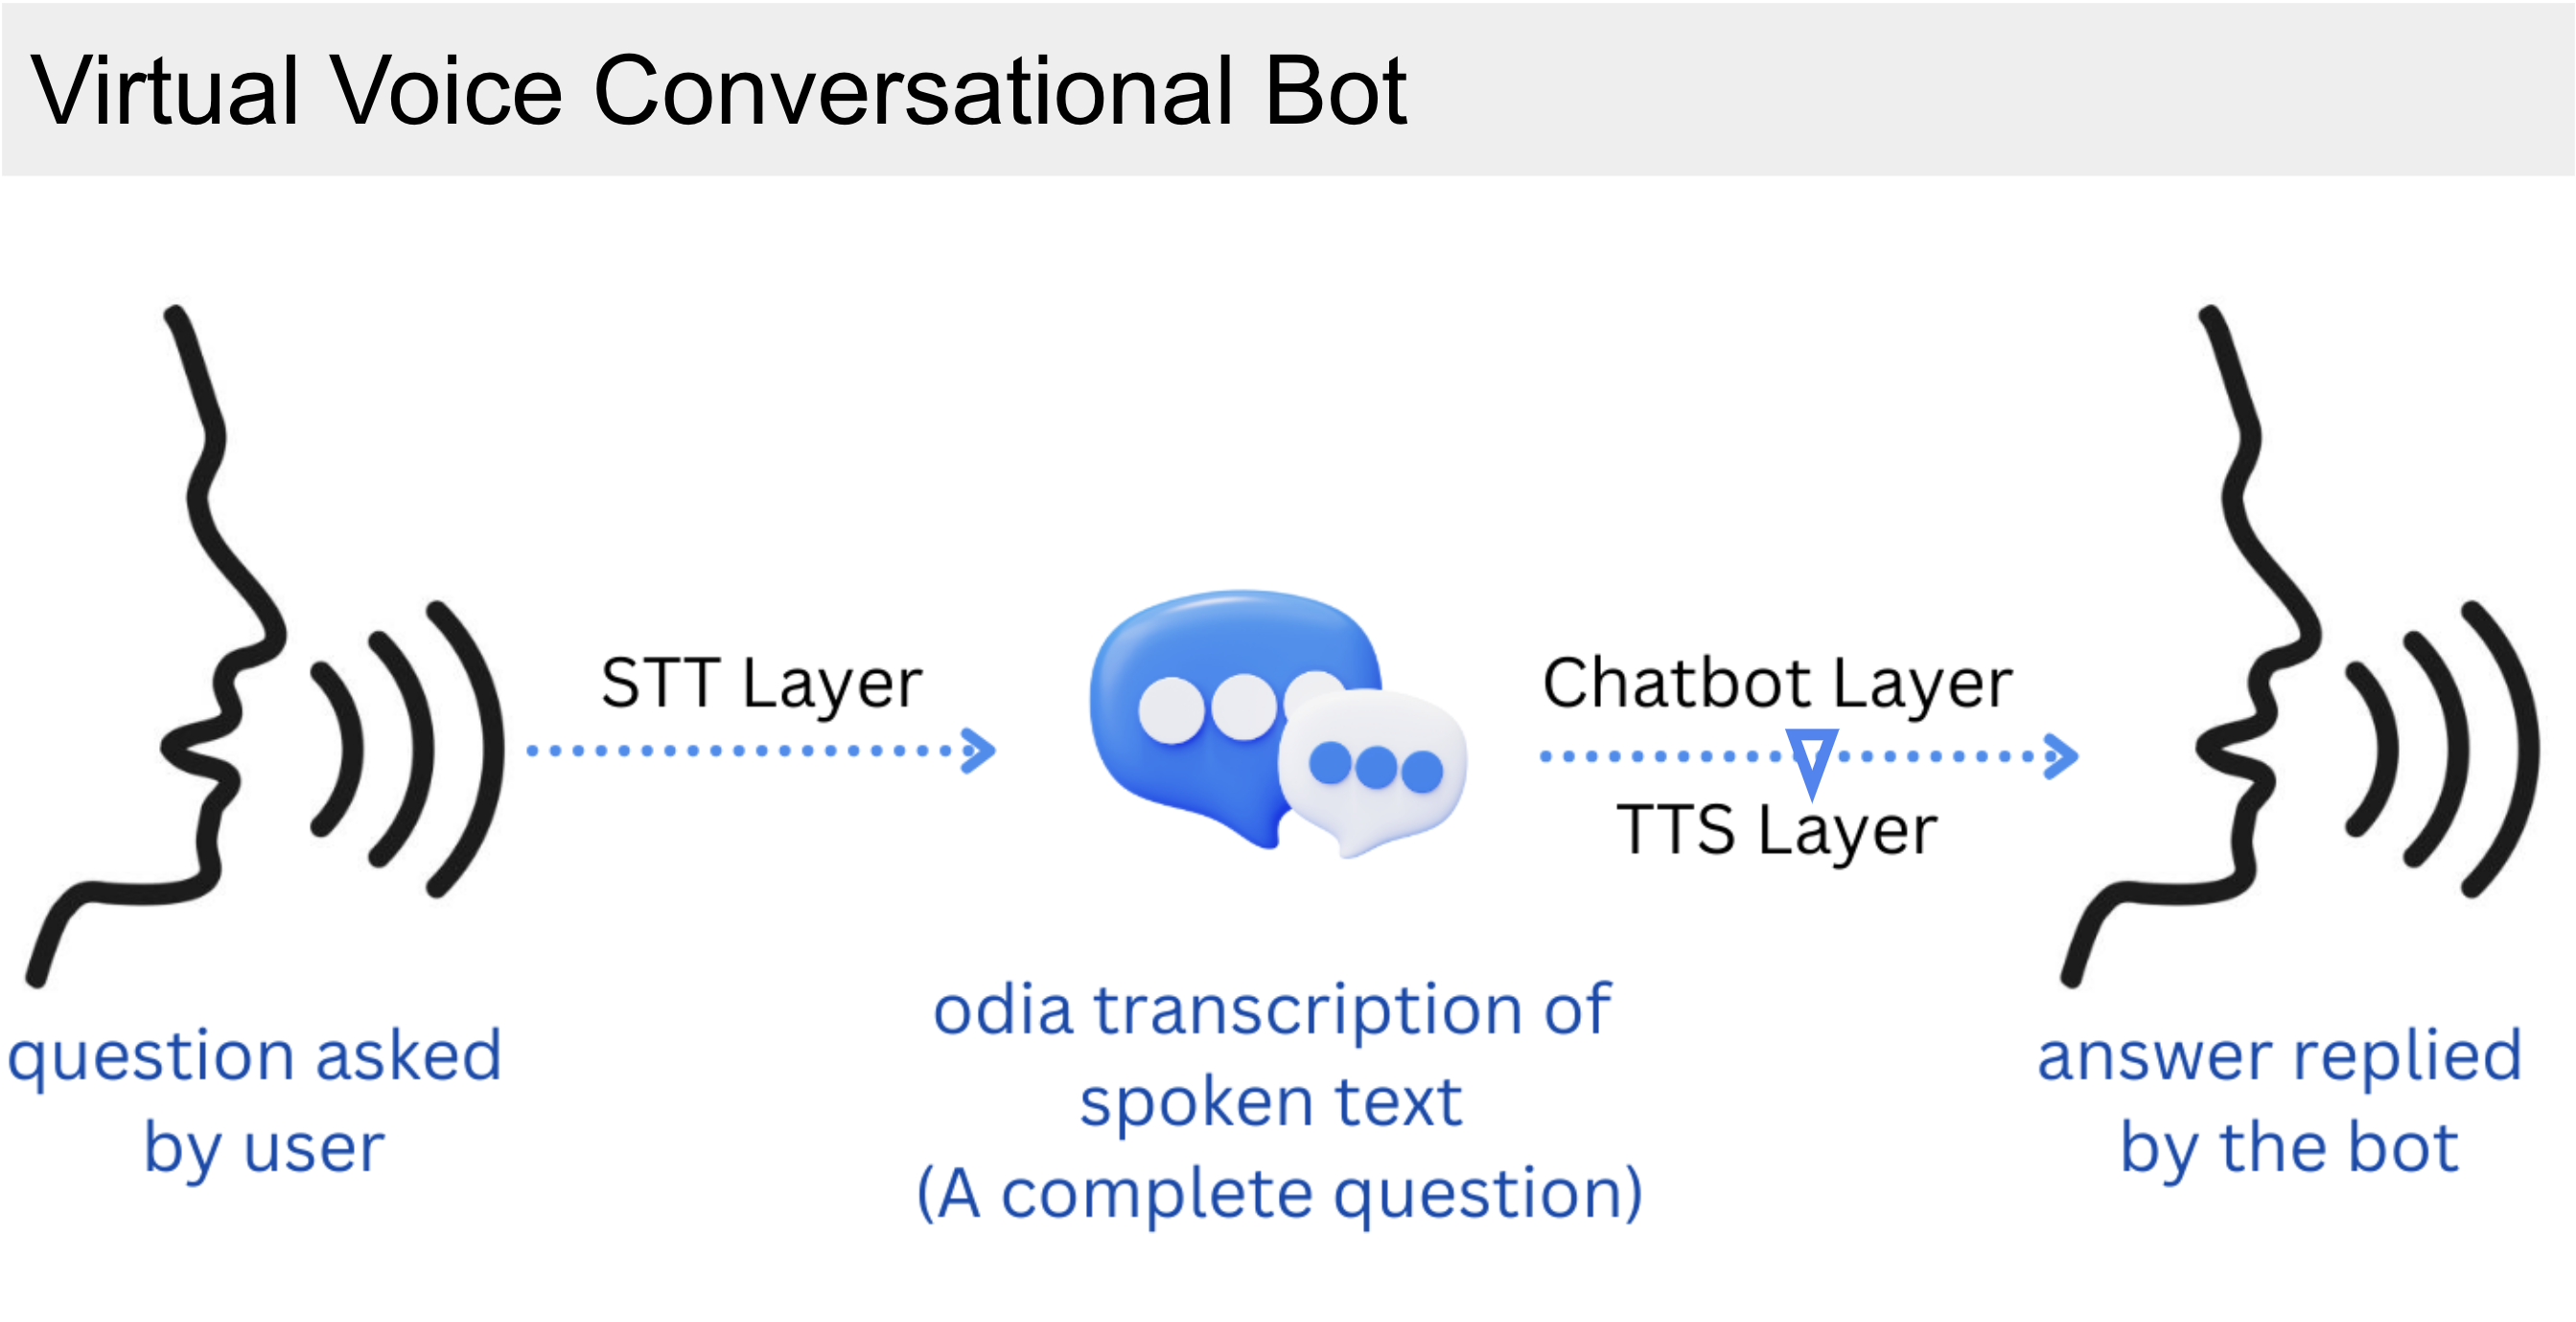 Virtual Voice Conversational Bot
STT Layer
Chatbot Layer
TTS Layer
question asked
by user
odia transcription of
spoken text
(A complete question)
answer replied
by the bot